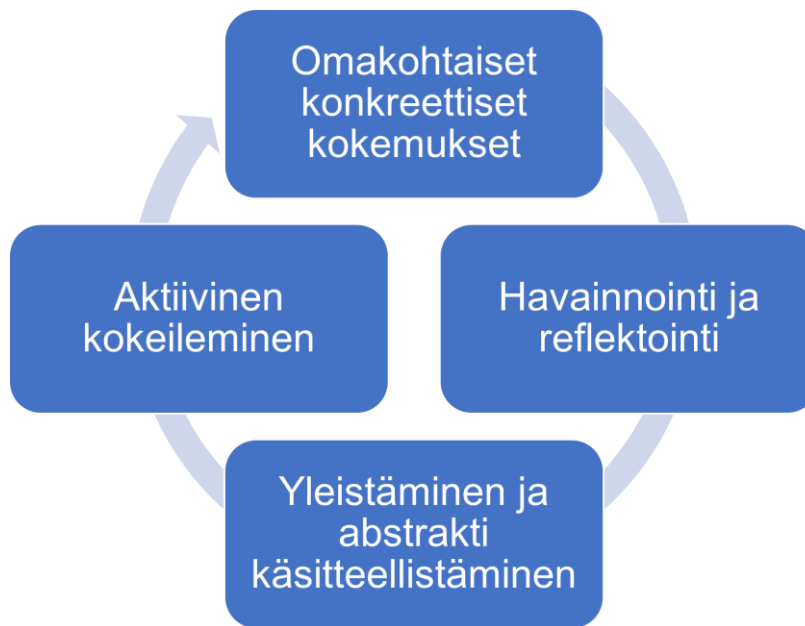 Omakohtaiset
konkreettiset
kokemukset
Havainnointi ja
reflektointi
Yleistäminen ja
abstrakti
käsitteellistäminen
Aktiivinen
kokeileminen